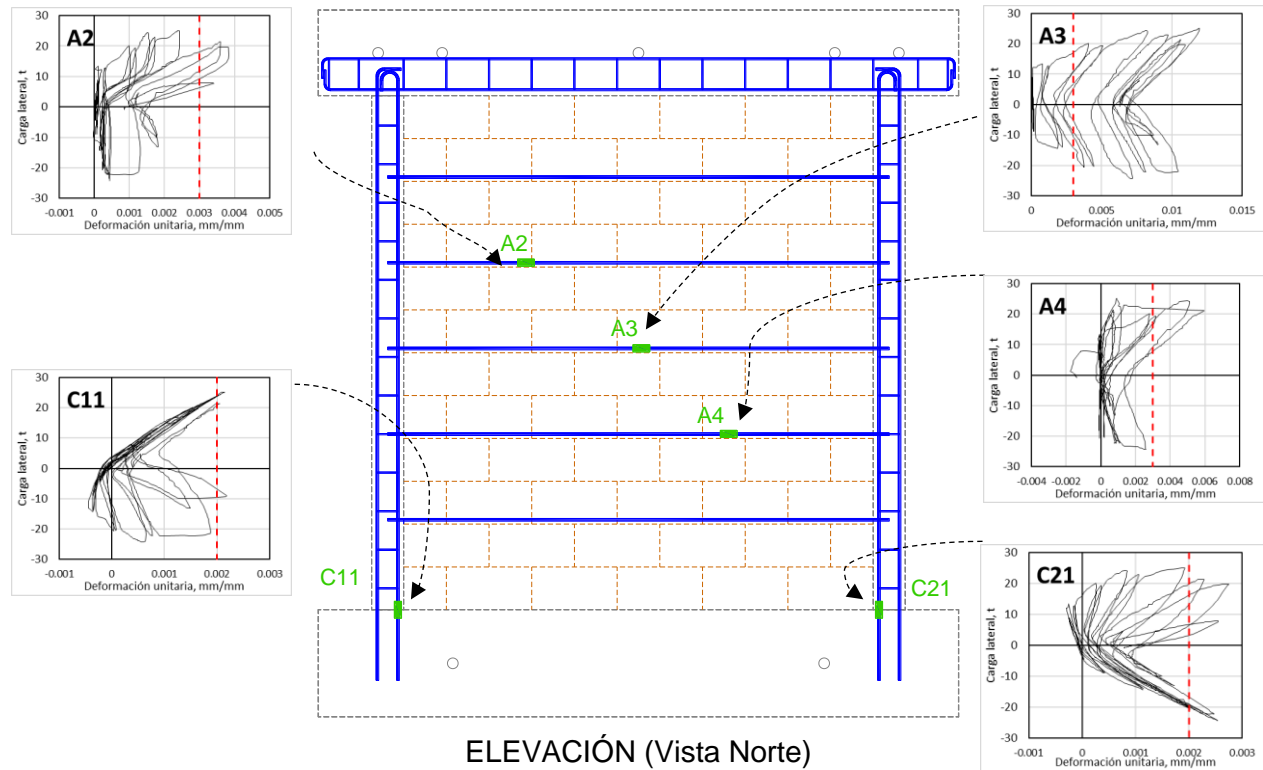 A2
Carga lateral, t
30
20
10
0
-10
-20
-30
-0.001 0 0.001 0.002 0.003 0.004 0.005
Deformación unitaria, mm/mm
A3
Carga lateral, t
30
20
10
0
-10
-20
-30
0 0.005 0.010 0.015
Deformación unitaria, mm/mm
A2
A3
A4
C11
C21
A4
Carga lateral, t
30
20
10
0
-10
-20
-30
-0.004 -0.002 0 0.002 0.004 0.006 0.008
Deformación unitaria, mm/mm
C11
Carga lateral, t
30
20
10
0
-10
-20
-30
-0.001 0 0.001 0.002 0.003
Deformación unitaria, mm/mm
C21
Carga lateral, t
30
20
10
0
-10
-20
-30
-0.001 0 0.001 0.002 0.003
Deformación unitaria, mm/mm
ELEVACIÓN (Vista Norte)